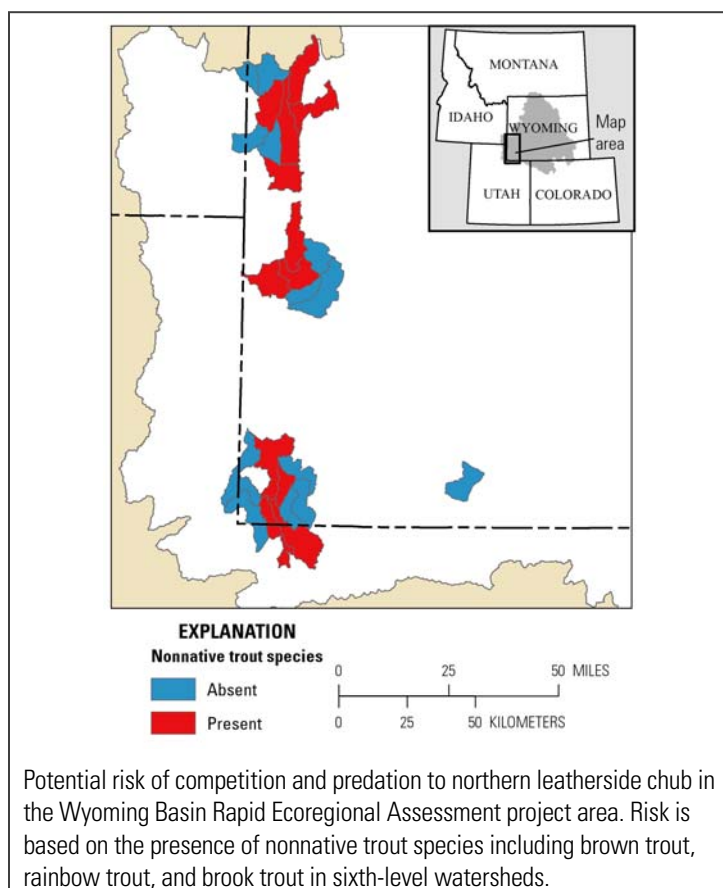 MONTANA
IDAHO
WYOMING
Map
area
UTAH
COLORADO
EXPLANATION
Nonnative trout species
Absent
Present
0 25 50 MILES
0 25 50 KILOMETERS
Potential risk of competition and predation to northern leatherside chub in
the Wyoming Basin Rapid Ecoregional Assessment project area. Risk is
based on the presence of nonnative trout species including brown trout,
rainbow trout, and brook trout in sixth-level watersheds.